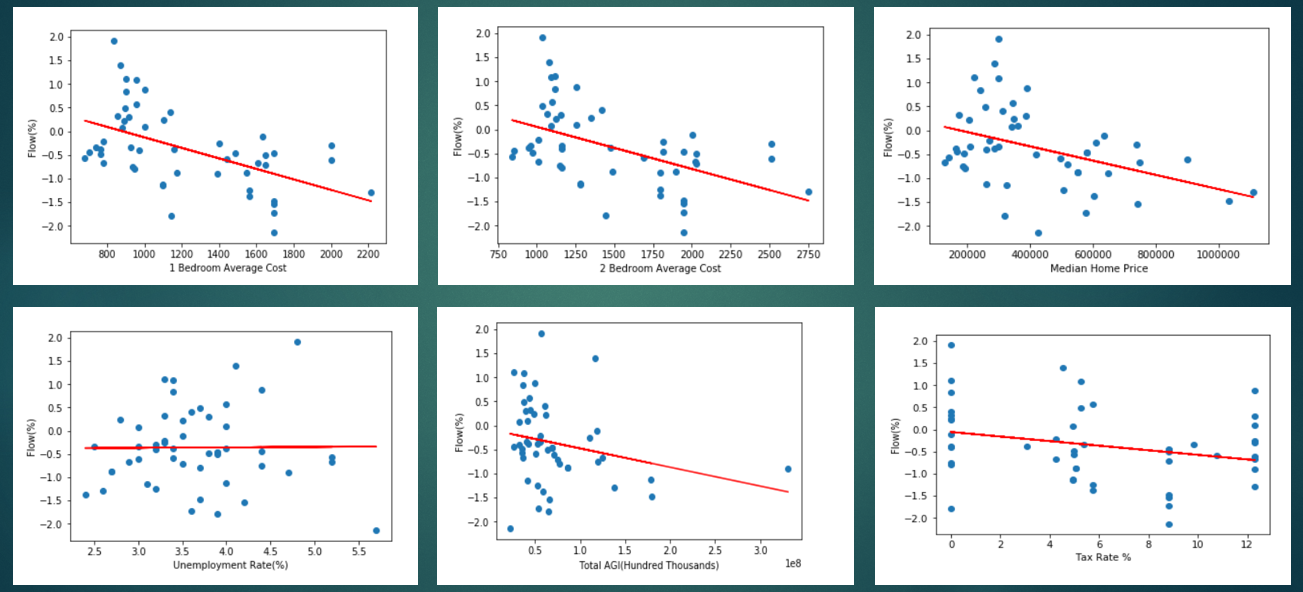 2.0
1.5
1.0
0.5
0.0
−0.5
−1.0
−1.5
−2.0
Flow(%)
800 1000 1200 1400 1600 1800 2000 2200
1 Bedroom Average Cost
2.0
1.5
1.0
0.5
0.0
−0.5
−1.0
−1.5
−2.0
Flow(%)
750 1000 1250 1500 1750 2000 2250 2500 2750
2 Bedroom Average Cost
2.0
1.5
1.0
0.5
0.0
−0.5
−1.0
−1.5
−2.0
Flow(%)
200000 400000 600000 800000 1000000
Median Home Price
2.0
1.5
1.0
0.5
0.0
−0.5
−1.0
−1.5
−2.0
Flow(%)
2.5 3.0 3.5 4.0 4.5 5.0 5.5
Unemployment Rate(%)
2.0
1.5
1.0
0.5
0.0
−0.5
−1.0
−1.5
−2.0
Flow(%)
0.5 1.0 1.5 2.0 2.5 3.0
Total AGI(Hundred Thousands)
1e8
2.0
1.5
1.0
0.5
0.0
−0.5
−1.0
−1.5
−2.0
Flow(%)
0 2 4 6 8 10 12
Tax Rate %